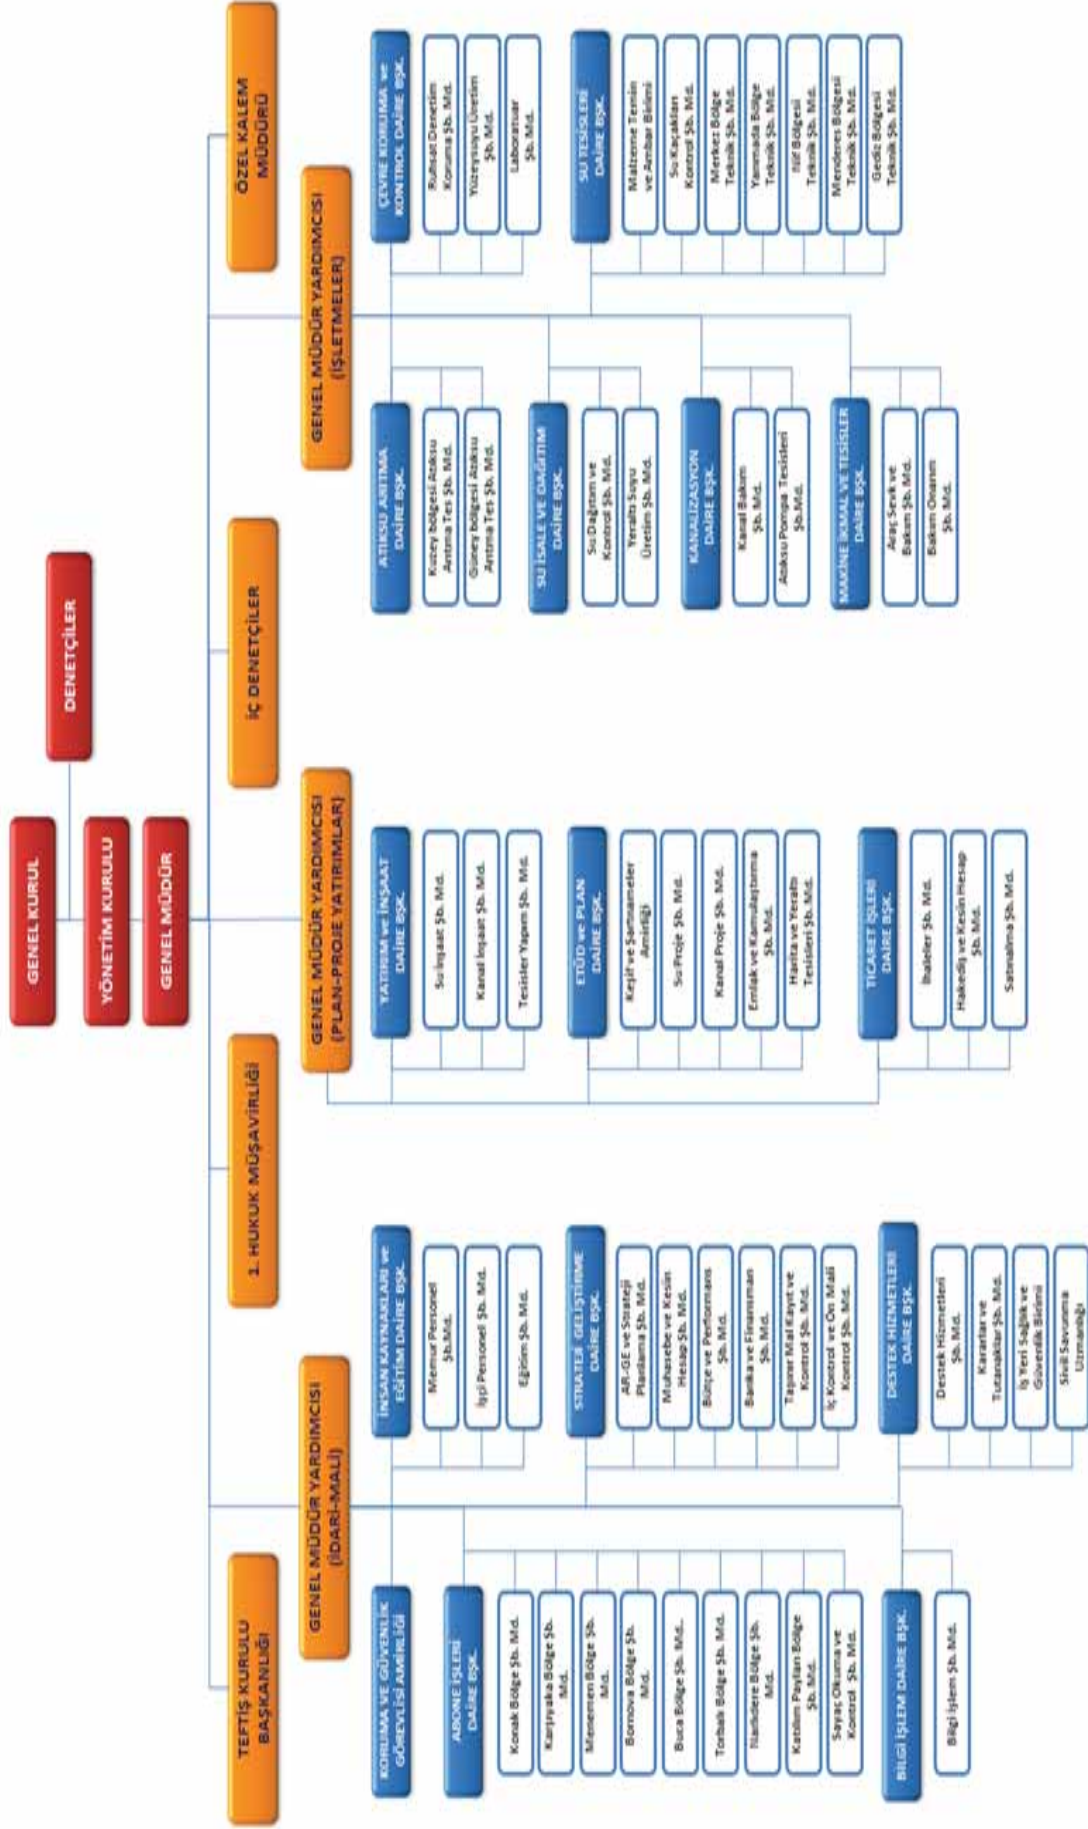 GENEL KURUL
DENETÇİLER
YÖNETİM KURULU
GENEL MÜDÜR
TEFTİŞ KURULU
BAŞKANLIĞI
1. HUKUK MÜŞAVİRLİĞİ
İÇ DENETÇİLER
ÖZEL KALEM
MÜDÜRÜ
GENEL MÜDÜR YARDIMCISI
(İDARİ-MALİ)
KORUMA VE GÜVENLİK
GÖREVLİSİ AMİRLİĞİ
ABONE İŞLERİ
DAİRE BŞK.
Konak Bölge Şb. Md.
Karşıyaka Bölge Şb.
Md.
Menemen Bölge Şb.
Md.
Bornova Bölge Şb.
Md.
Buca Bölge Şb. Md.
Torbalı Bölge Şb. Md.
Narlıdere Bölge Şb.
Md.
Katılım Payları Bölge
Şb. Md.
Sayaç Okuma ve
Kontrol Şb. Md.
BİLGİ İŞLEM DAİRE BŞK.
Bilgi İşlem Şb. Md.
İNSAN KAYNAKLARI ve
EĞİTİM DAİRE BŞK.
Memur Personel
Şb.Md.
İşçi Personel Şb. Md.
Eğitim Şb. Md.
STRATEJİ GELİŞTİRME
DAİRE BŞK.
AR-GE ve Strateji
Planlama Şb. Md.
Muhasebe ve Kesin
Hesap Şb. Md.
Bütçe ve Performans
Şb. Md.
Banka ve Finansman
Şb. Md.
Taşınır Mal Kayıt ve
Kontrol Şb. Md.
İç Kontrol ve Ön Mali
Kontrol Şb. Md.
DESTEK HİZMETLERİ
DAİRE BŞK.
Destek Hizmetleri
Şb. Md.
Kararlar ve
Tutanaklar Şb. Md.
İş Yeri Sağlık ve
Güvenlik Birimi
Sivil Savunma
Uzmanlığı
GENEL MÜDÜR YARDIMCISI
(PLAN-PROJE YATIRIMLAR)
YATIRIM ve İNŞAAT
DAİRE BŞK.
Su İnşaat Şb. Md.
Kanal İnşaat Şb. Md.
Tesisler Yapım Şb. Md.
ETÜD ve PLAN
DAİRE BŞK.
Keşif ve Şartnameler
Amirliği
Su Proje Şb. Md.
Kanal Proje Şb. Md.
Emlak ve Kamulaştırma
Şb. Md.
Harita ve Yeraltı
Tesisleri Şb. Md.
TİCARET İŞLERİ
DAİRE BŞK.
İhaleler Şb. Md.
Hakediş ve Kesin Hesap
Şb. Md.
Satınalma Şb. Md.
GENEL MÜDÜR YARDIMCISI
(İŞLETMELER)
ATIKSU ARITMA
DAİRE BŞK.
Kuzey bölgesi Atıksu
Arıtma Tes Şb. Md.
Güney bölgesi Atıksu
Arıtma Tes Şb. Md.
SU İSALE VE DAĞITIM
DAİRE BŞK.
Su Dağıtım ve
Kontrol Şb. Md.
Yeraltı Suyu
Üretim Şb. Md.
KANALİZASYON
DAİRE BŞK.
Kanal Bakım
Şb. Md.
Atıksu Pompa Tesisleri
Şb.Md.
MAKİNE İKMAL VE TESİSLER
DAİRE BŞK.
Araç Sevk ve
Bakım Şb. Md.
Bakım Onarım
Şb. Md.
ÇEVRE KORUMA ve
KONTROL DAİRE BŞK.
Ruhsat Denetim
Koruma Şb. Md.
Yüzeysuyu Üretim
Şb. Md.
Laboratuar
Şb. Md.
SU TESİSLERİ
DAİRE BŞK.
Malzeme Temin
ve Ambar Birimi
Su Kaçakları
Kontrol Şb. Md.
Merkez Bölge
Teknik Şb. Md.
Yarımada Bölge
Teknik Şb. Md.
Nif Bölgesi
Teknik Şb. Md.
Menderes Bölgesi
Teknik Şb. Md.
Gediz Bölgesi
Teknik Şb. Md.